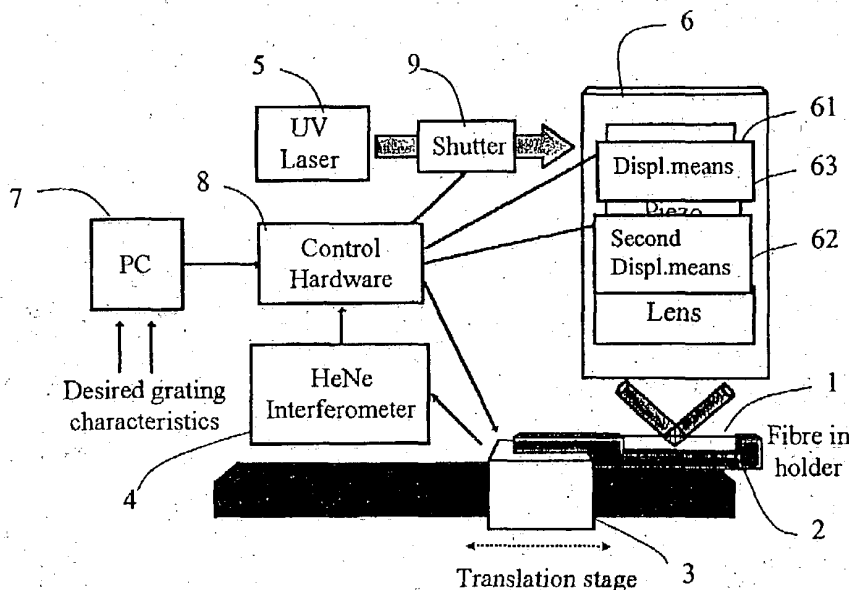 5
9
6
UV
Laser
Shutter
61
Displ.means
63
7
8
PC
Control
Hardware
Piezo
Second
Displ.means
62
Lens
Desired grating
characteristics
HeNe
Interferometer
1
Fibre in
holder
4
2
3
Translation stage